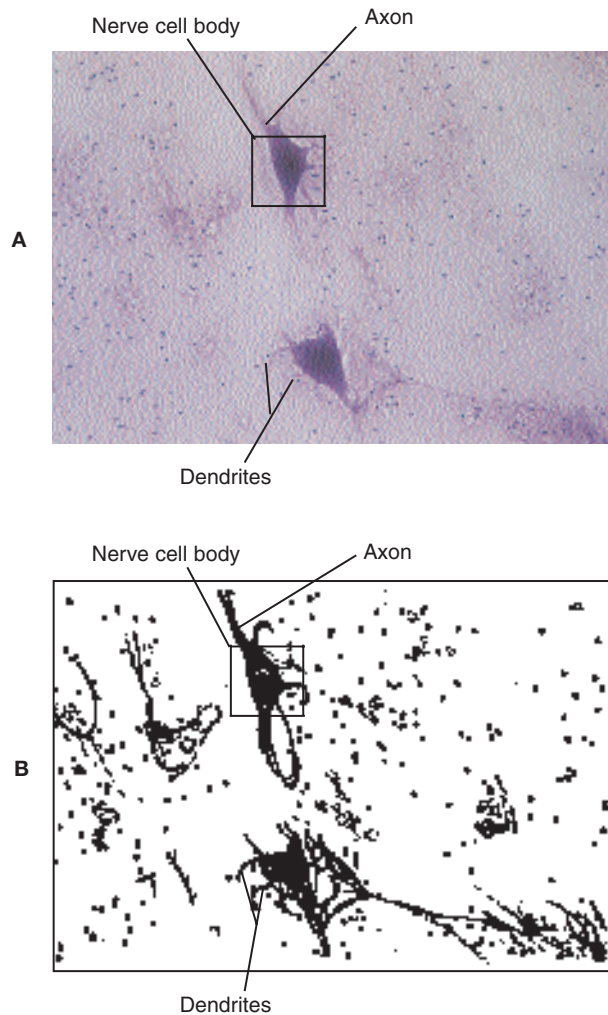 Nerve cell body
Axon
A
Dendrites
Nerve cell body
Axon
B
Dendrites